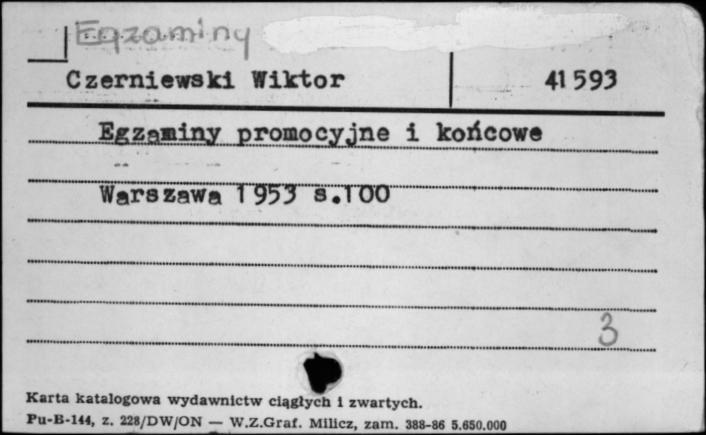 Egzaminy
Czerniewski Wiktor 41593
Egzaminy promocyjne i końcowe
Warszawa 1953 s.100
3
Karta katalogowa wydawnictw ciągłych i zwartych.
Pu-B-144, z. 228/DW/ON — W.Z.Graf. Milicz, zam. 388-86 5.650.000